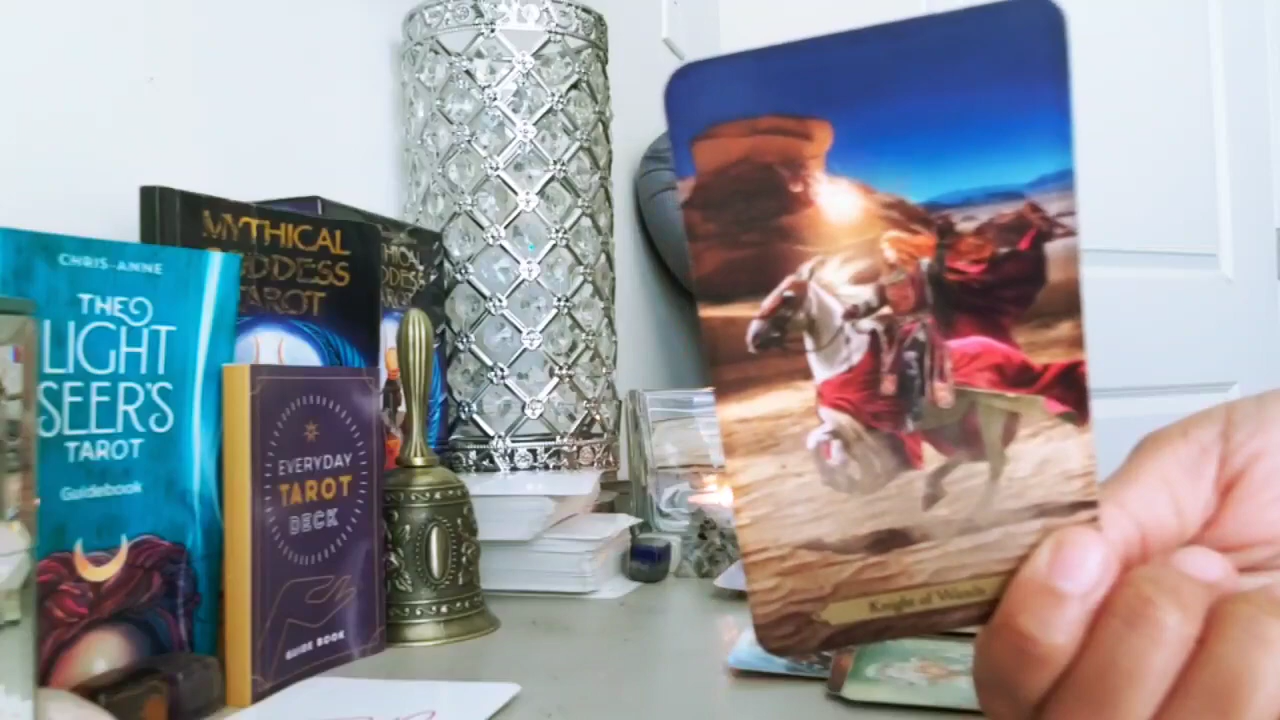 CHRIS-ANNE
THE
LIGHT
SEER'S
TAROT
Guidebook
MYTHICAL
GODDESS
TAROT
EVERYDAY
TAROT
DECK
GUIDE BOOK
Knight of Wands